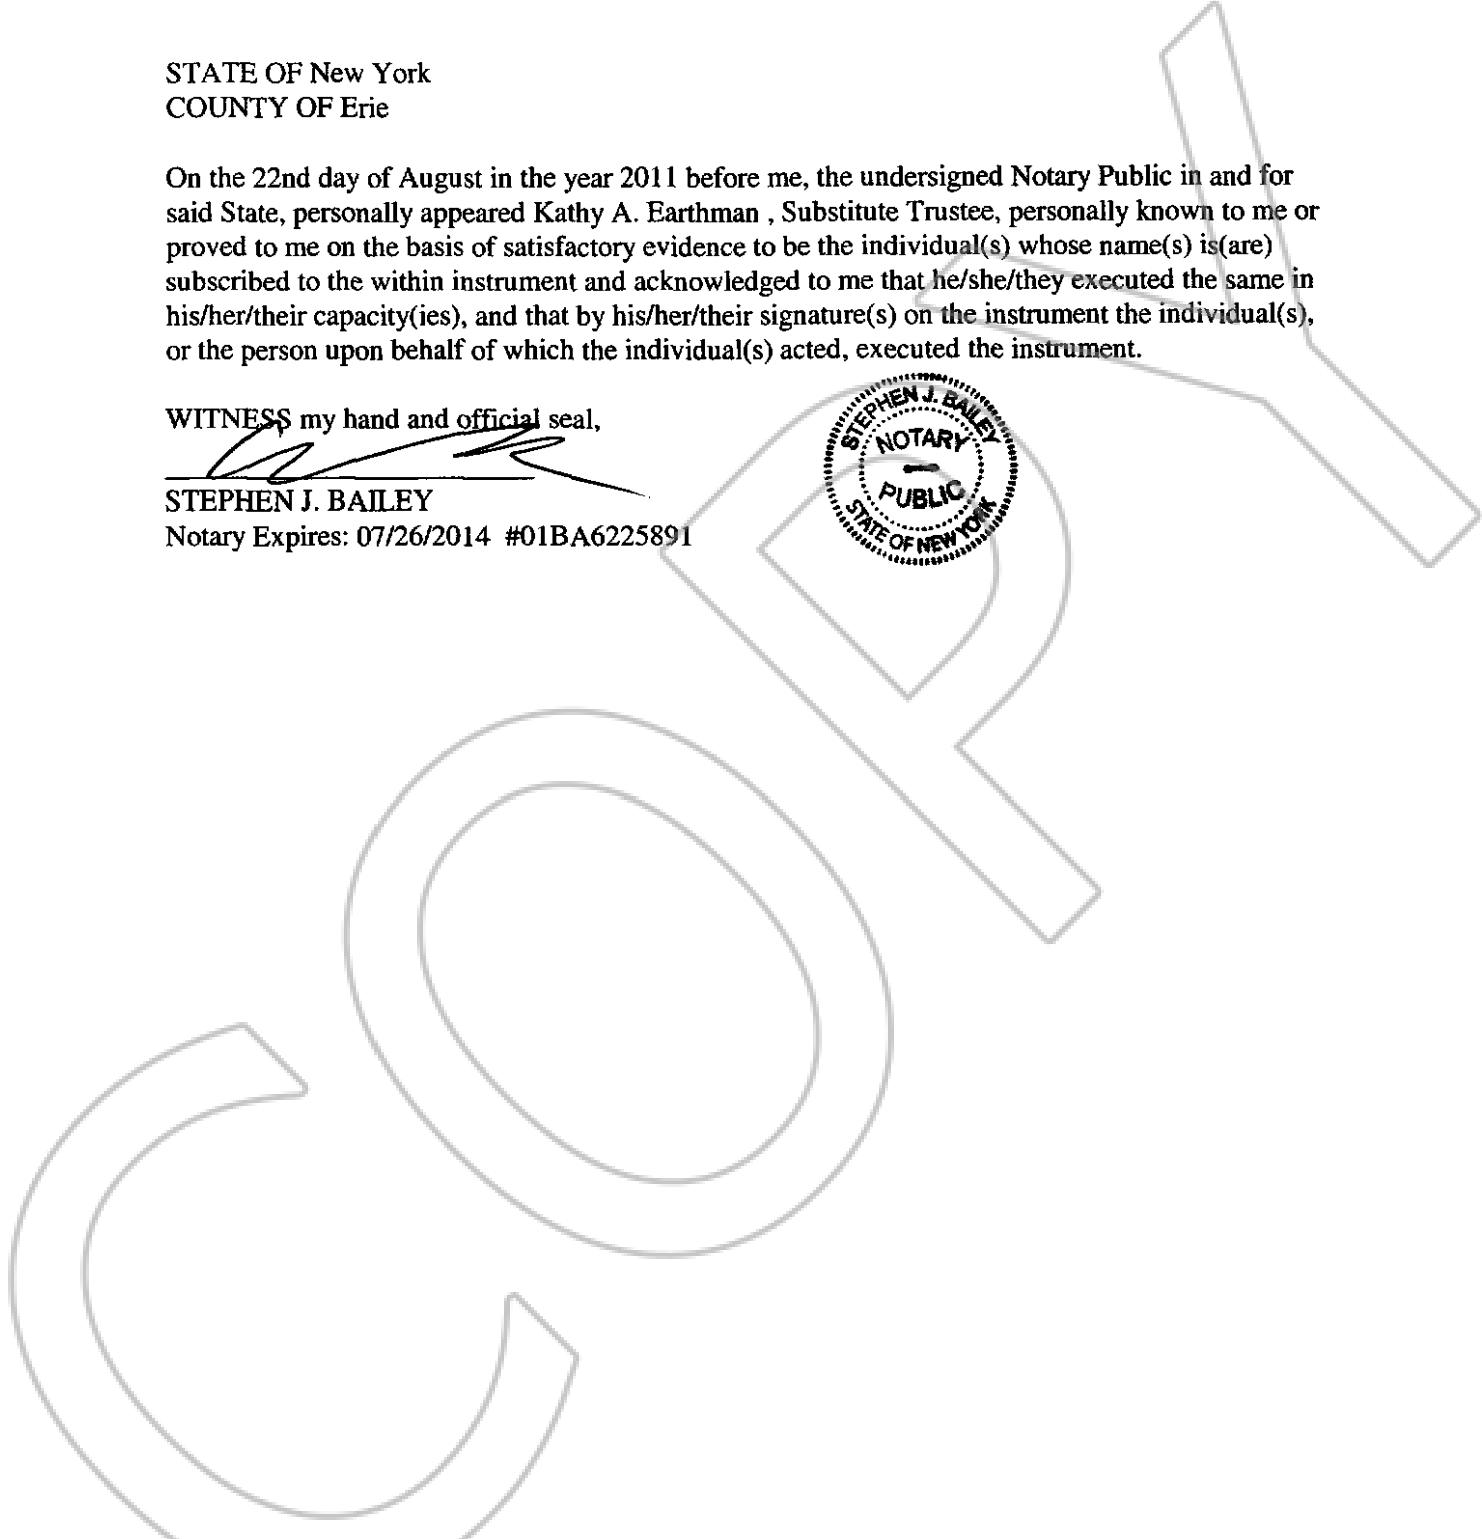 STATE OF New York
COUNTY OF Erie
On the 22nd day of August in the year 2011 before me, the undersigned Notary Public in and for
said State, personally appeared Kathy A. Earthman , Substitute Trustee, personally known to me or
proved to me on the basis of satisfactory evidence to be the individual(s) whose name(s) is(are)
subscribed to the within instrument and acknowledged to me that he/she/they executed the same in
his/her/their capacity(ies), and that by his/her/their signature(s) on the instrument the individual(s),
or the person upon behalf of which the individual(s) acted, executed the instrument.
WITNESS my hand and official seal,
STEPHEN J. BAILEY
Notary Expires: 07/26/2014 #01BA6225891
STEPHEN J. BAILEY
NOTARY
PUBLIC
STATE OF NEW YORK
COPY